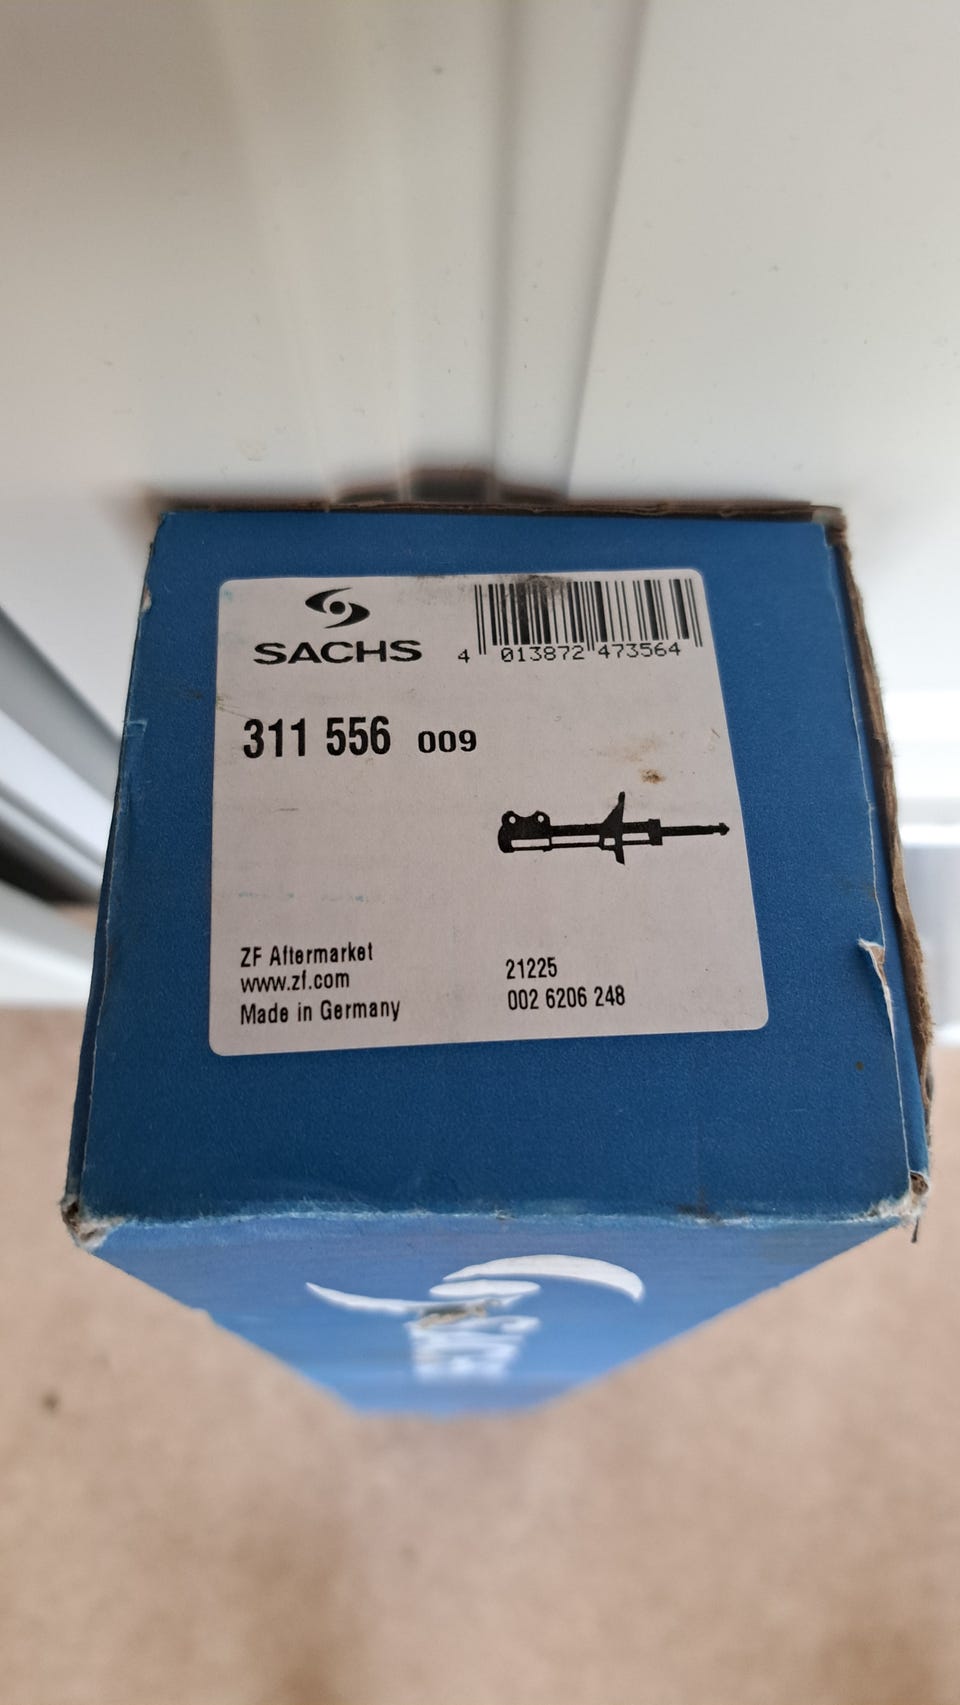 SACHS
4 013872 473564
311 556 009
ZF Aftermarket
www.zf.com
Made in Germany
21225
002 6206 248
SACHS